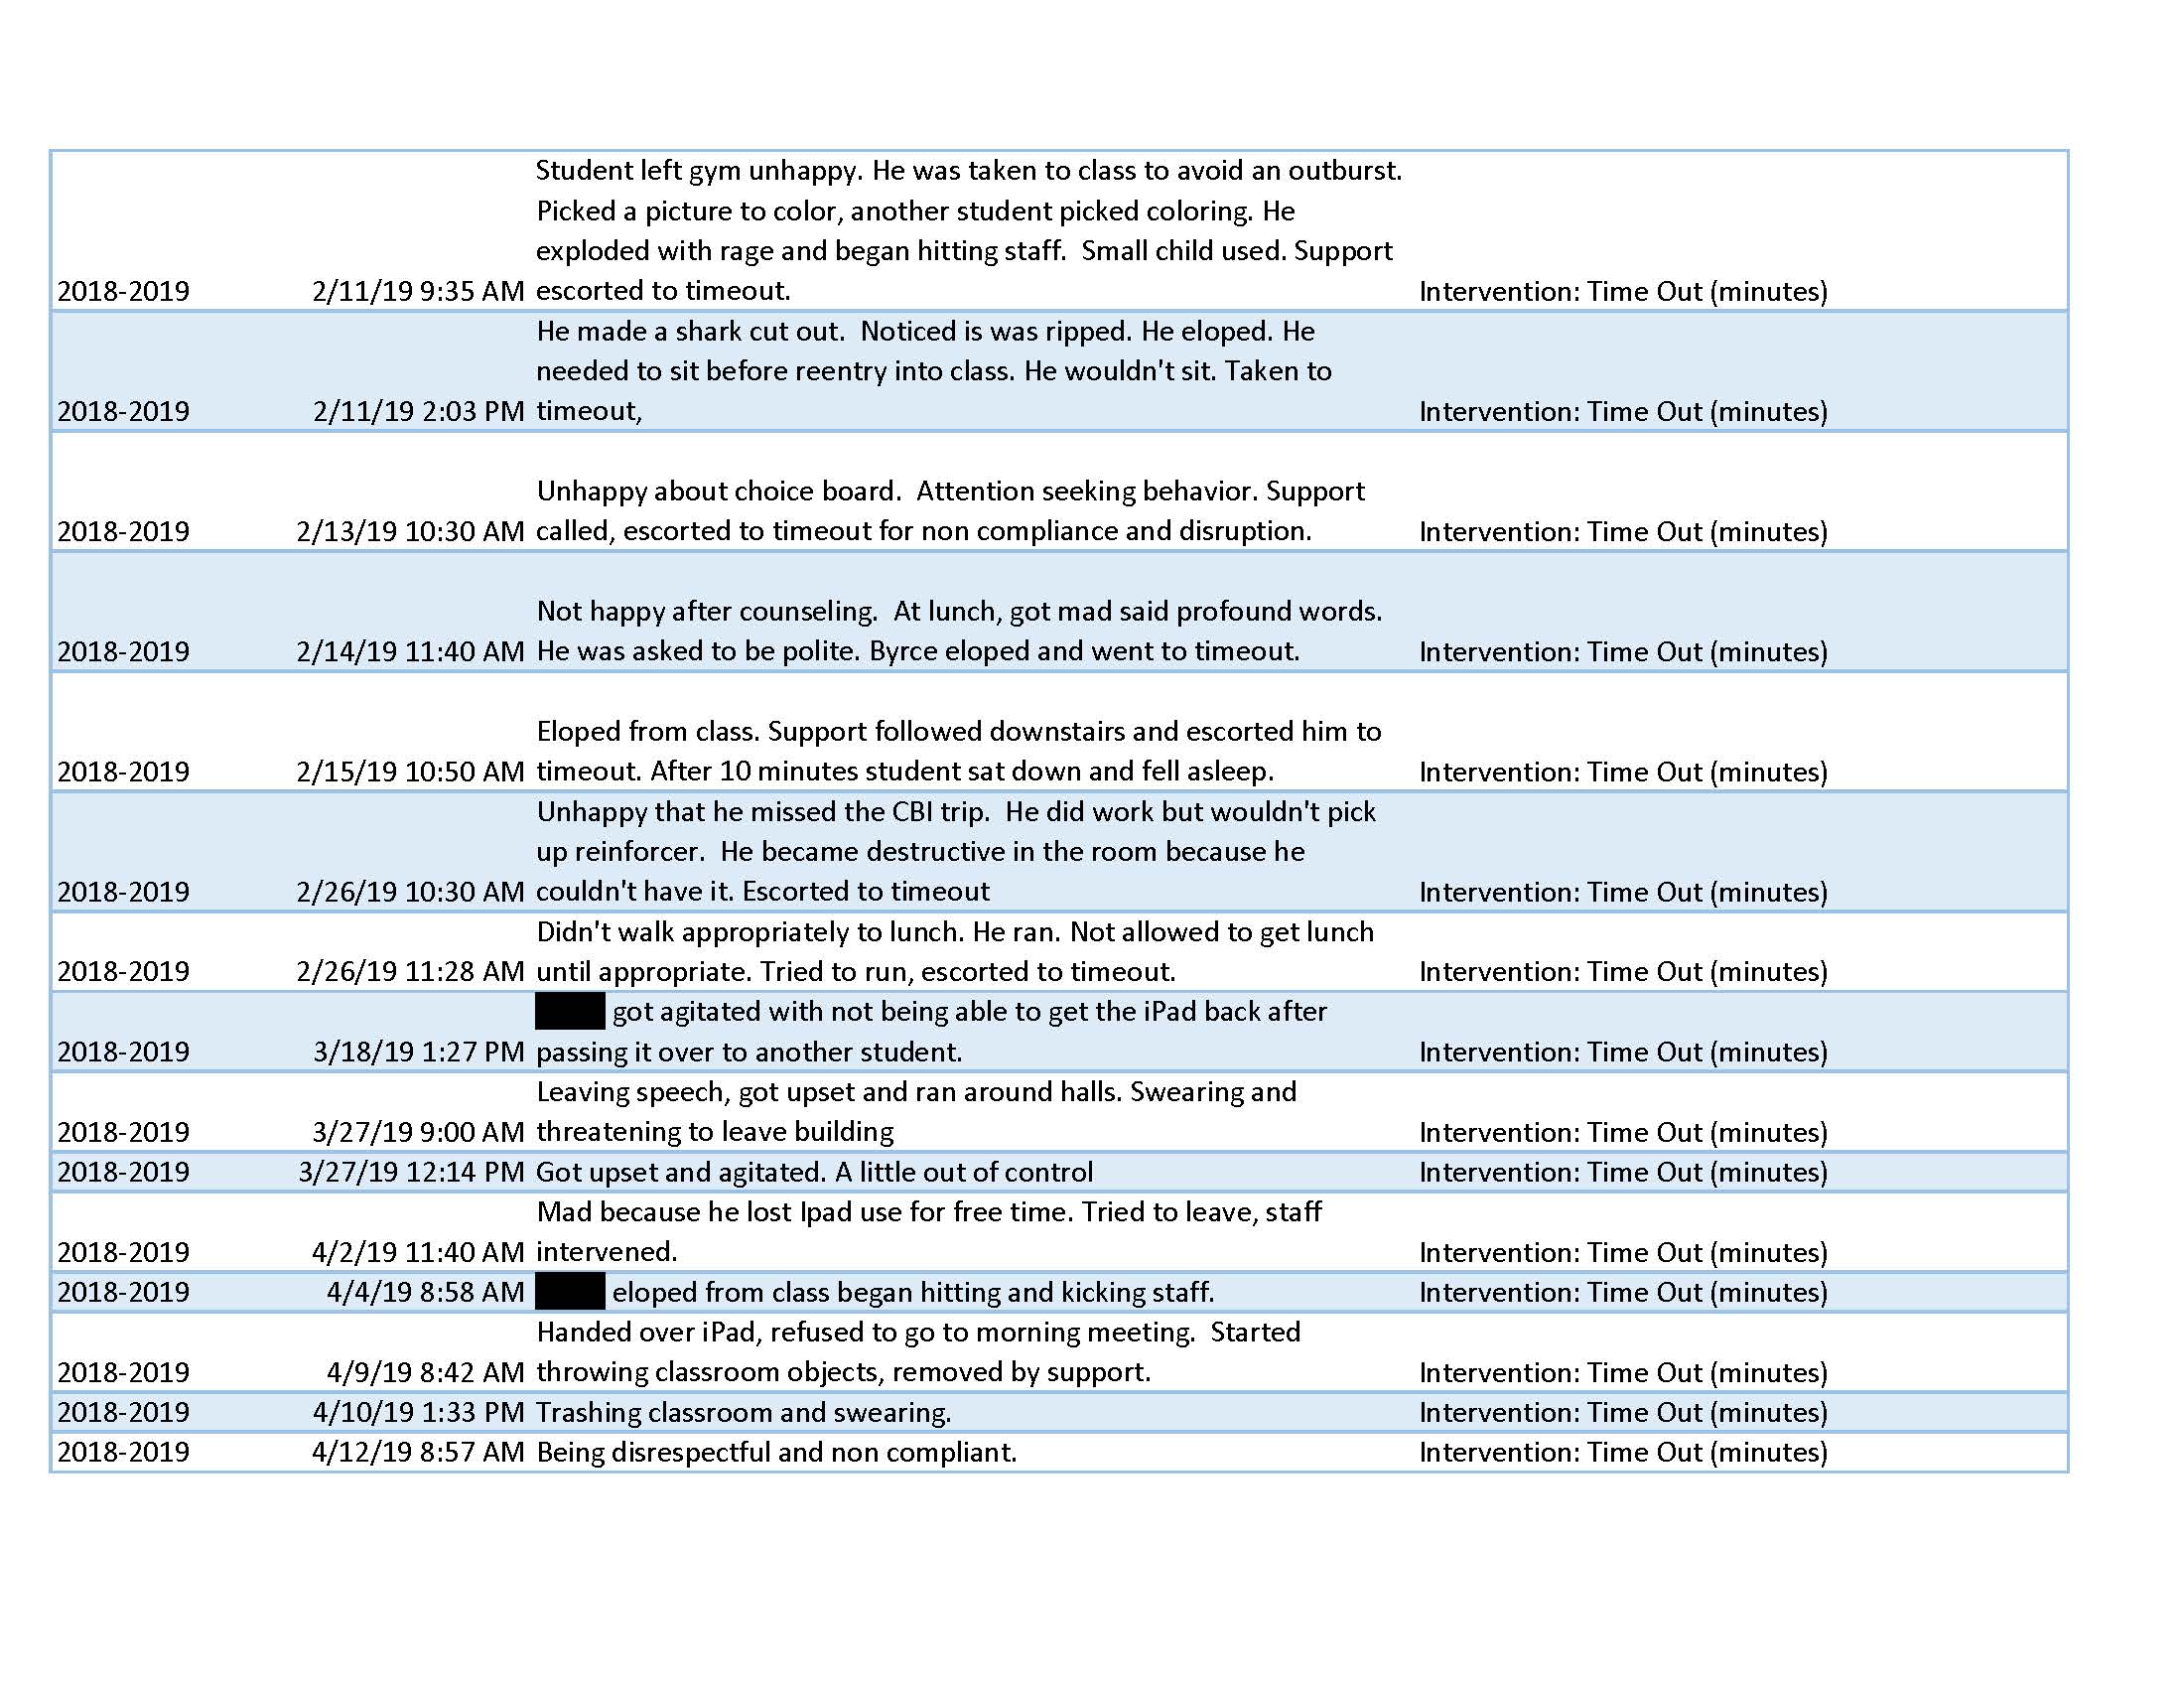 Student left gym unhappy. He was taken to class to avoid an outburst.
Picked a picture to color, another student picked coloring. He
exploded with rage and began hitting staff.  Small child used. Support
2018-2019 2/11/19 9:35 AM escorted to timeout. Intervention: Time Out (minutes)
He made a shark cut out.  Noticed is was ripped. He eloped. He
needed to sit before reentry into class. He wouldn't sit. Taken to
2018-2019 2/11/19 2:03 PM timeout, Intervention: Time Out (minutes)
Unhappy about choice board.  Attention seeking behavior. Support
2018-2019 2/13/19 10:30 AM called, escorted to timeout for non compliance and disruption. Intervention: Time Out (minutes)
Not happy after counseling.  At lunch, got mad said profound words.
2018-2019 2/14/19 11:40 AM He was asked to be polite. Byrce eloped and went to timeout. Intervention: Time Out (minutes)
Eloped from class. Support followed downstairs and escorted him to
2018-2019 2/15/19 10:50 AM timeout. After 10 minutes student sat down and fell asleep. Intervention: Time Out (minutes)
Unhappy that he missed the CBI trip.  He did work but wouldn't pick
up reinforcer.  He became destructive in the room because he
2018-2019 2/26/19 10:30 AM couldn't have it. Escorted to timeout Intervention: Time Out (minutes)
Didn't walk appropriately to lunch. He ran. Not allowed to get lunch
2018-2019 2/26/19 11:28 AM until appropriate. Tried to run, escorted to timeout. Intervention: Time Out (minutes)
got agitated with not being able to get the iPad back after
2018-2019 3/18/19 1:27 PM passing it over to another student. Intervention: Time Out (minutes)
Leaving speech, got upset and ran around halls. Swearing and
2018-2019 3/27/19 9:00 AM threatening to leave building Intervention: Time Out (minutes)
2018-2019 3/27/19 12:14 PM Got upset and agitated. A little out of control Intervention: Time Out (minutes)
Mad because he lost Ipad use for free time. Tried to leave, staff
2018-2019 4/2/19 11:40 AM intervened. Intervention: Time Out (minutes)
2018-2019 4/4/19 8:58 AM eloped from class began hitting and kicking staff. Intervention: Time Out (minutes)
Handed over iPad, refused to go to morning meeting.  Started
2018-2019 4/9/19 8:42 AM throwing classroom objects, removed by support. Intervention: Time Out (minutes)
2018-2019 4/10/19 1:33 PM Trashing classroom and swearing. Intervention: Time Out (minutes)
2018-2019 4/12/19 8:57 AM Being disrespectful and non compliant. Intervention: Time Out (minutes)